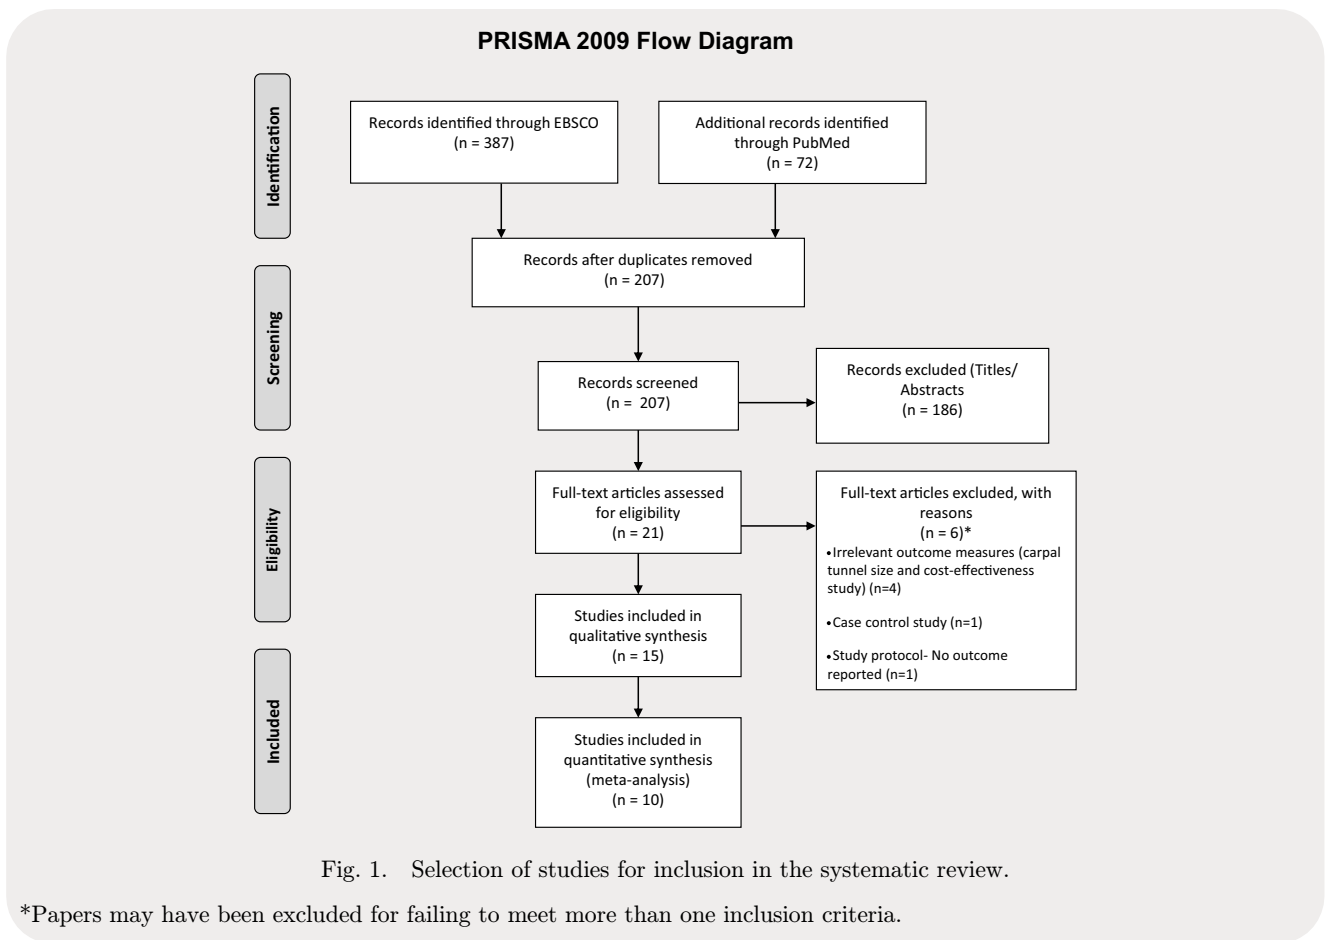 PRISMA 2009 Flow Diagram
Identification
Records identified through EBSCO
(n = 387)
Additional records identified
through PubMed
(n = 72)
Records after duplicates removed
(n = 207)
Screening
Records screened
(n =  207)
Records excluded (Titles/
Abstracts
(n = 186)
Eligibility
Full-text articles assessed
for eligibility
(n = 21)
Full-text articles excluded, with
reasons
(n = 6)*
•Irrelevant outcome measures (carpal
tunnel size and cost-effectiveness
study) (n=4)
•Case control study (n=1)
•Study protocol- No outcome
reported (n=1)
Studies included in
qualitative synthesis
(n = 15)
Included
Studies included in
quantitative synthesis
(meta-analysis)
(n = 10)
Fig. 1. Selection of studies for inclusion in the systematic review.
*Papers may have been excluded for failing to meet more than one inclusion criteria.